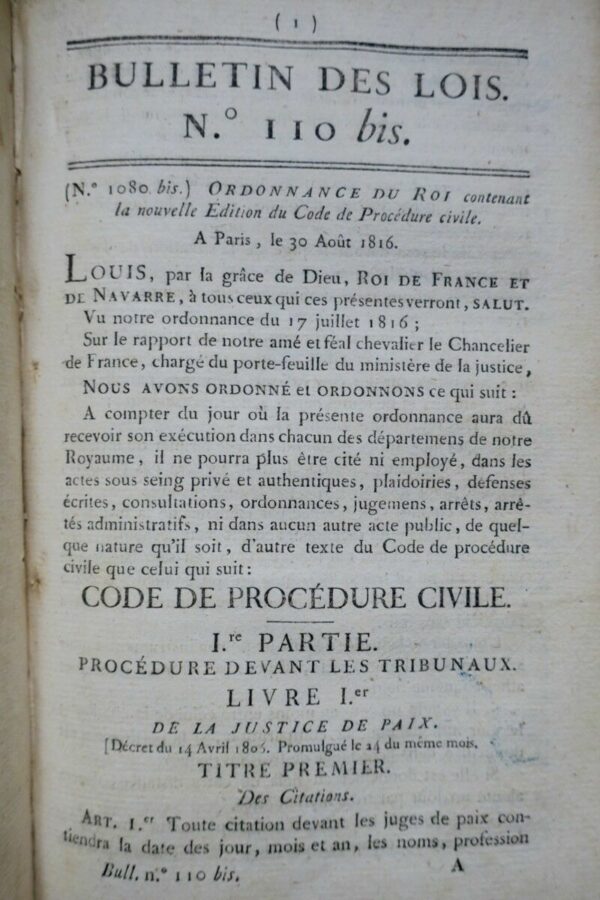 ( 1 )
BULLETIN DES LOIS.
N.° 110 bis.
(N.° 1080 bis.) ORDONNANCE DU ROI contenant
la nouvelle Édition du Code de Procédure civile.
A Paris, le 30 Août 1816.
LOUIS, par la grâce de Dieu, ROI DE FRANCE ET
DE NAVARRE, à tous ceux qui ces présentes verront, SALUT.
Vu notre ordonnance du 17 juillet 1816 ;
Sur le rapport de notre amé et féal chevalier le Chancelier
de France, chargé du porte-feuille du ministère de la justice,
NOUS AVONS ORDONNÉ et ORDONNONS ce qui suit :
A compter du jour où la présente ordonnance aura dû
recevoir son exécution dans chacun des départemens de notre
Royaume, il ne pourra plus être cité ni employé, dans les
actes sous seing privé et authentiques, plaidoiries, défenses
écrites, consultations, ordonnances, jugemens, arrêts, arrê-
tés administratifs, ni dans aucun autre acte public, de quel-
que nature qu'il soit, d'autre texte du Code de procédure
civile que celui qui suit :
CODE DE PROCÉDURE CIVILE.
I.re PARTIE.
PROCÉDURE DEVANT LES TRIBUNAUX.
LIVRE I.er
DE LA JUSTICE DE PAIX.
[Décret du 14 Avril 1806. Promulgué le 24 du même mois.
TITRE PREMIER.
Des Citations.
ART. 1.er Toute citation devant les juges de paix con-
tiendra la date des jour, mois et an, les noms, profession
Bull. n.° 110 bis. A